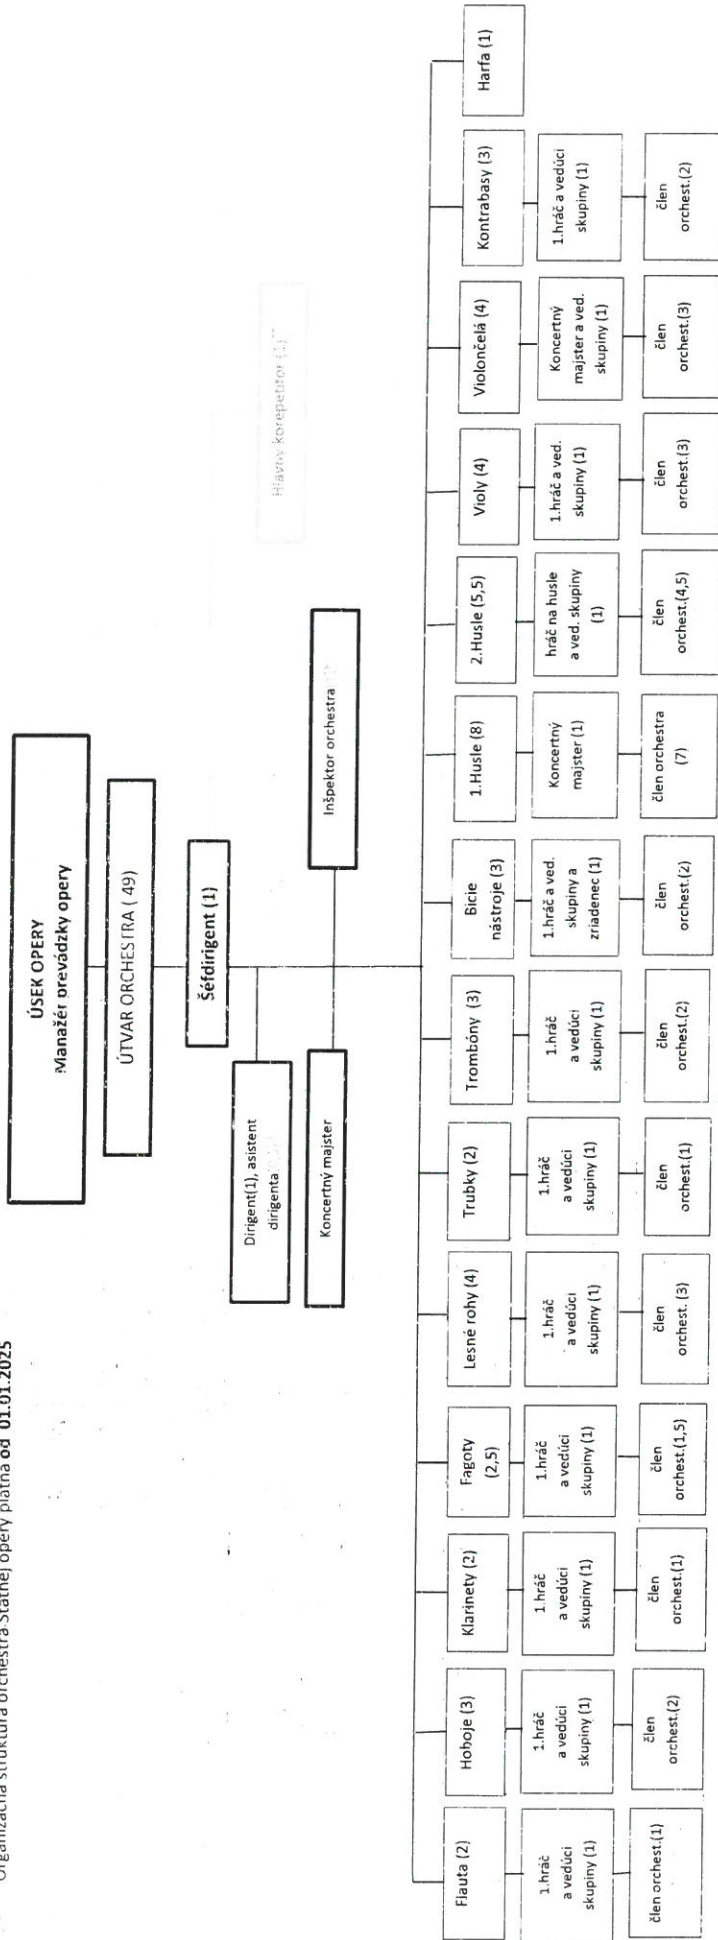 Organizačná štruktúra orchestra Štátnej opery platná od 01.01.2025
ÚSEK OPERY
Manažér prevádzky opery
ÚTVAR ORCHESTRA ( 49)
Šéfdirigent (1)
Dirigent(1), asistent
dirigenta
Hlavný korepetítor (1)
Koncertný majster
Inšpektor orchestra
Flauta (2)
Hoboje (3)
Klarinety (2)
Fagoty
(2,5)
Lesné rohy (4)
Trubky (2)
Trombóny (3)
Bicie
nástroje (3)
1.Husle (8)
2.Husle (5,5)
Violy (4)
Violončelá (4)
Kontrabasy (3)
Harfa (1)
1.hráč
a vedúci
skupiny (1)
1.hráč
a vedúci
skupiny (1)
1.hráč
a vedúci
skupiny (1)
1.hráč
a vedúci
skupiny (1)
1.hráč
a vedúci
skupiny (1)
1.hráč
a vedúci
skupiny (1)
1.hráč
a vedúci
skupiny (1)
1.hráč a ved.
skupiny a
zriadenec (1)
Koncertný
majster (1)
hráč na husle
a ved. skupiny
(1)
1.hráč a ved.
skupiny (1)
Koncertný
majster a ved.
skupiny (1)
1.hráč a vedúci
skupiny (1)
člen orchest.(1)
člen
orchest.(2)
člen
orchest.(1)
člen
orchest.(1,5)
člen
orchest. (3)
člen
orchest.(1)
člen
orchest.(2)
člen
orchest.(2)
člen orchestra
(7)
člen
orchest.(4,5)
člen
orchest.(3)
člen
orchest.(3)
člen
orchest.(2)